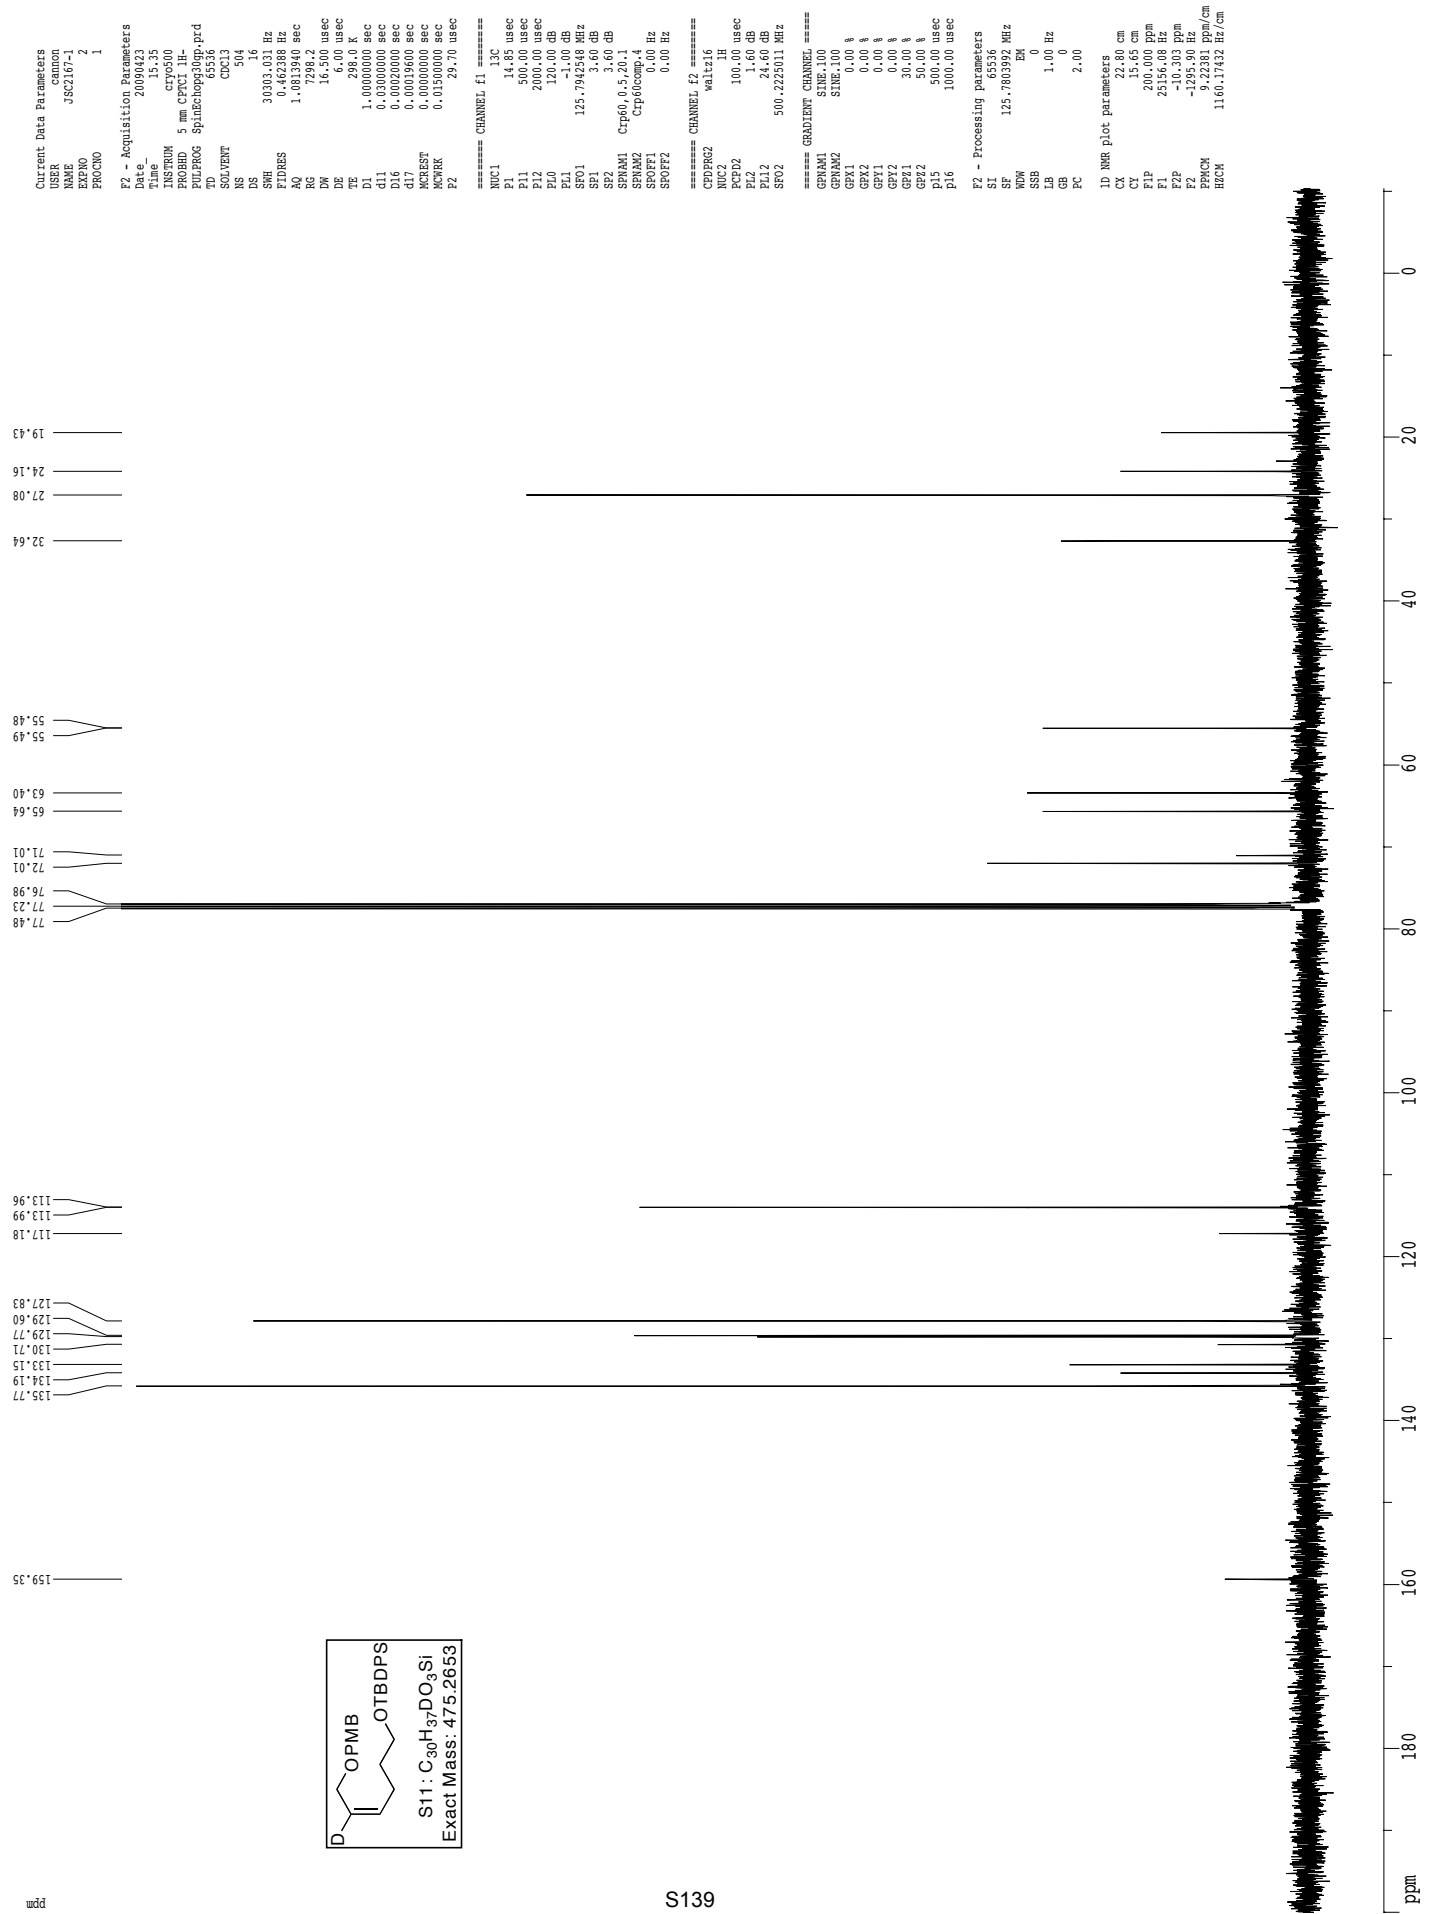 Current Data Parameters
USER cannon
NAME JSC2167-1
EXPNO 2
PROCNO 1
F2 - Acquisition Parameters
Date_ 20090423
Time 15.35
INSTRUM cryo500
PROBHD 5 mm CPTCI 1H-
PULPROG SpinEchopg30gp.prd
TD 65536
SOLVENT CDCl3
NS 504
DS 16
SWH 30303.031 Hz
FIDRES 0.462388 Hz
AQ 1.0813940 sec
RG 7298.2
DW 16.500 usec
DE 6.00 usec
TE 298.0 K
D1 1.00000000 sec
d11 0.03000000 sec
D16 0.00020000 sec
d17 0.00019600 sec
MCREST 0.00000000 sec
MCWRK 0.01500000 sec
P2 29.70 usec
======== CHANNEL f1 ========
NUC1 13C
P1 14.85 usec
P11 500.00 usec
P12 2000.00 usec
PL0 120.00 dB
PL1 -1.00 dB
SFO1 125.7942548 MHz
SP1 3.60 dB
SP2 3.60 dB
SPNAM1 Crp60,0.5,20.1
SPNAM2 Crp60comp.4
SPOFF1 0.00 Hz
SPOFF2 0.00 Hz
======== CHANNEL f2 ========
CPDPRG2 waltz16
NUC2 1H
PCPD2 100.00 usec
PL2 1.60 dB
PL12 24.60 dB
SFO2 500.2225011 MHz
====== GRADIENT CHANNEL =====
GPNAM1 SINE.100
GPNAM2 SINE.100
GPX1 0.00 %
GPX2 0.00 %
GPY1 0.00 %
GPY2 0.00 %
GPZ1 30.00 %
GPZ2 50.00 %
p15 500.00 usec
p16 1000.00 usec
F2 - Processing parameters
SI 65536
SF 125.7803992 MHz
WDW EM
SSB 0
LB 1.00 Hz
GB 0
PC 2.00
1D NMR plot parameters
CX 22.80 cm
CY 15.65 cm
F1P 200.000 ppm
F1 25156.08 Hz
F2P -10.303 ppm
F2 -1295.90 Hz
PPMCM 9.22381 ppm/cm
HZCM 1160.17432 Hz/cm
ppm
159.35
135.77
134.19
133.15
130.71
129.77
129.60
127.83
117.18
113.99
113.96
77.48
77.23
76.98
72.01
71.01
65.64
63.40
55.49
55.48
32.64
27.08
24.16
19.43
D
OPMB
OTBDPS
S11: C30H37DO3Si
Exact Mass: 475.2653
ppm 180 160 140 120 100 80 60 40 20 0
S139